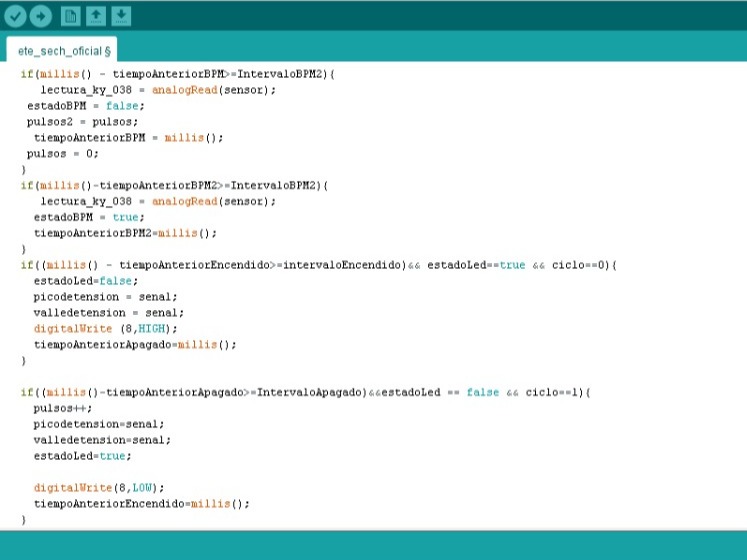 ete_sech_oficial §
if(millis() - tiempoAnteriorBPM>=IntervaloBPM2){
lectura_ky_038 = analogRead(sensor);
estadoBPM = false;
pulsos2 = pulsos;
tiempoAnteriorBPM = millis();
pulsos = 0;
}
if(millis()-tiempoAnteriorBPM2>=IntervaloBPM2){
lectura_ky_038 = analogRead(sensor);
estadoBPM = true;
tiempoAnteriorBPM2=millis();
}
if((millis() - tiempoAnteriorEncendido>=intervaloEncendido)&& estadoLed==true && ciclo==0){
estadoLed=false;
picodetension = senal;
valledetension = senal;
digitalWrite (8,HIGH);
tiempoAnteriorApagado=millis();
}
if((millis()-tiempoAnteriorApagado>=IntervaloApagado)&&estadoLed == false && ciclo==1){
pulsos++;
picodetension=senal;
valledetension=senal;
estadoLed=true;
digitalWrite(8,LOW);
tiempoAnteriorEncendido=millis();
}